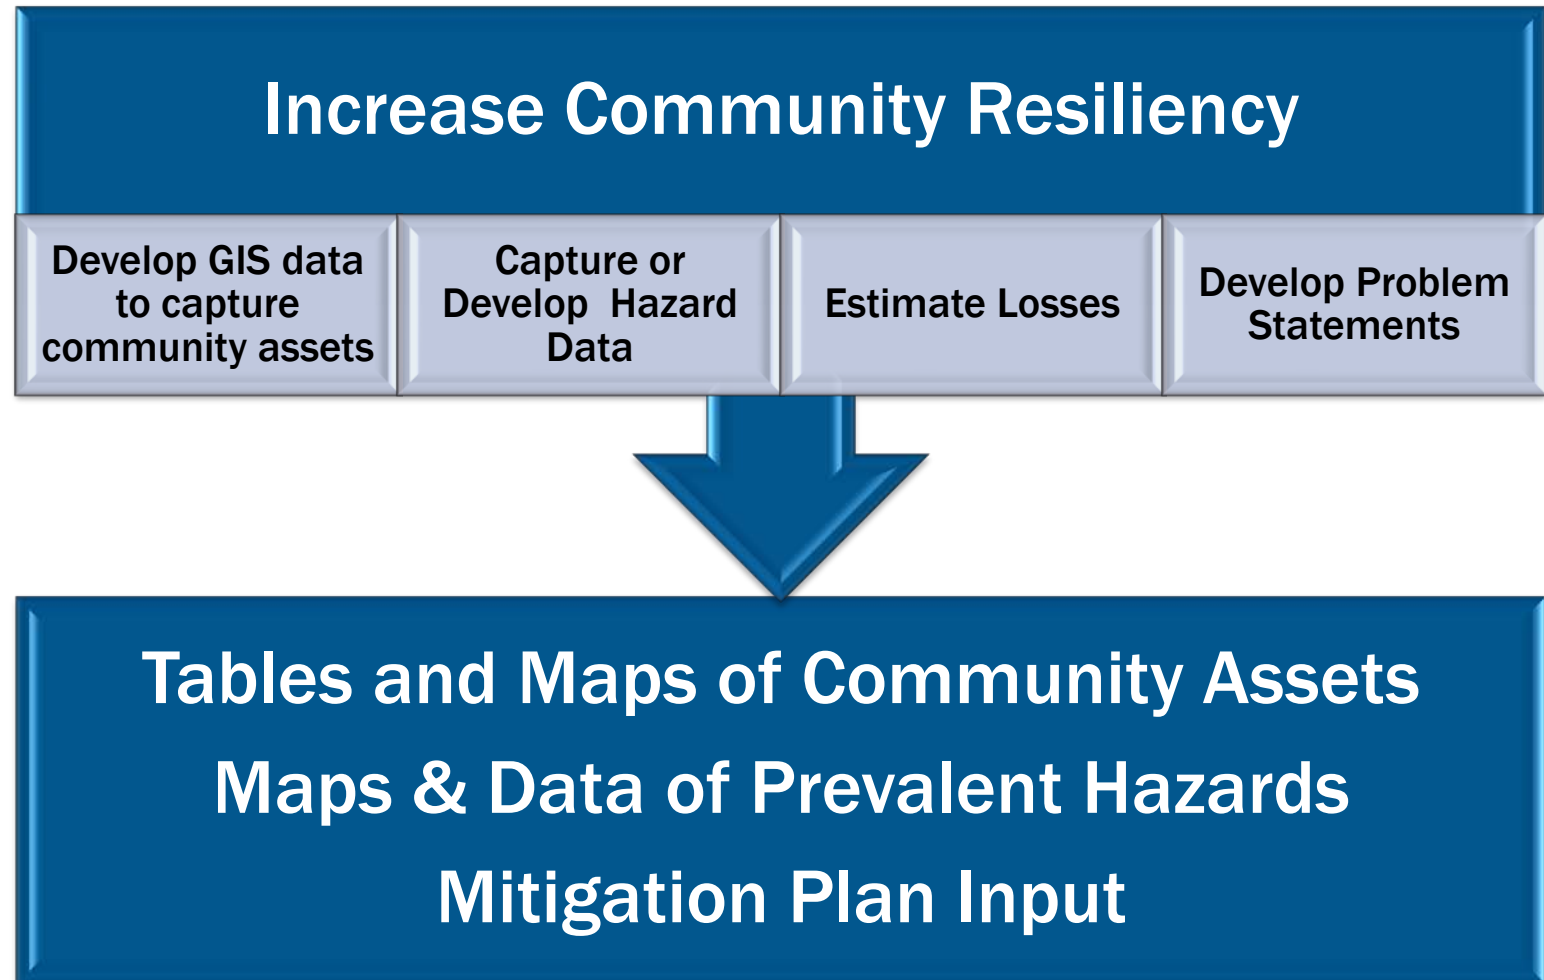 Increase Community Resiliency
Develop GIS data
to capture
community assets
Capture or
Develop  Hazard
Data
Estimate Losses
Develop Problem
Statements
Tables and Maps of Community Assets
Maps & Data of Prevalent Hazards
Mitigation Plan Input